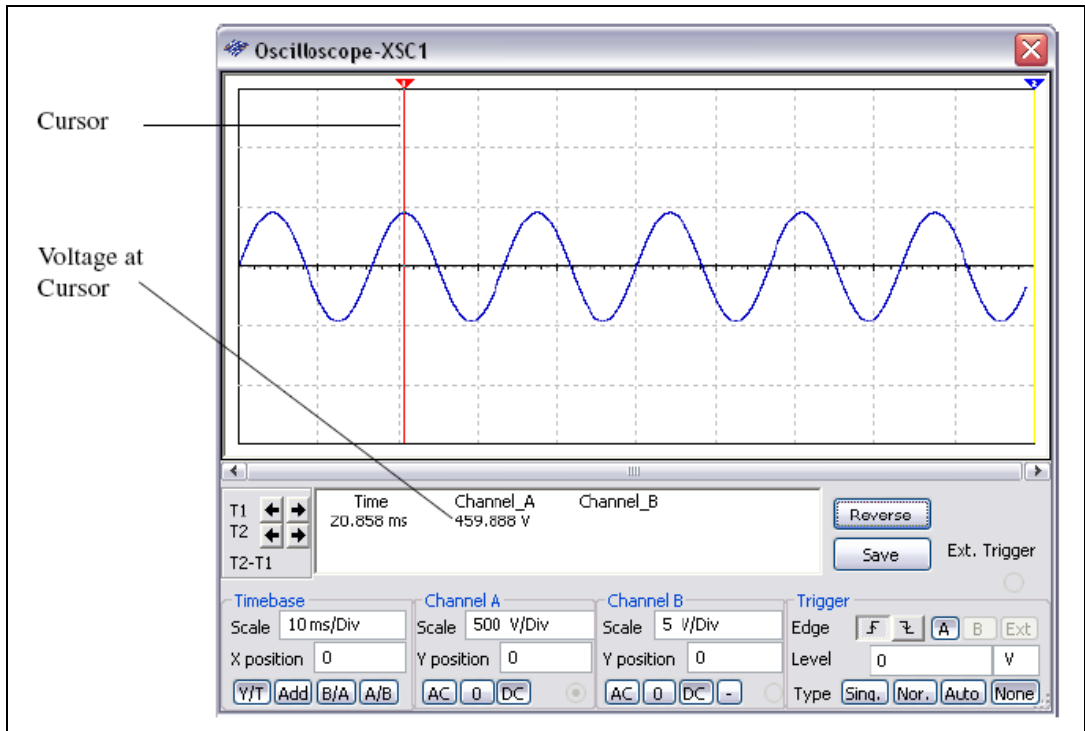 Oscilloscope-XSC1
1
2
Cursor
Voltage at
Cursor
Time Channel_A Channel_B
T1
20.858 ms 459.888 V
T2
T2-T1
Reverse
Save
Ext. Trigger
Timebase
Scale 10 ms/Div
X position 0
Y/T Add B/A A/B
Channel A
Scale 500 V/Div
Y position 0
AC 0 DC
Channel B
Scale 5 V/Div
Y position 0
AC 0 DC -
Trigger
Edge A B Ext
Level 0 V
Type Sing. Nor. Auto None